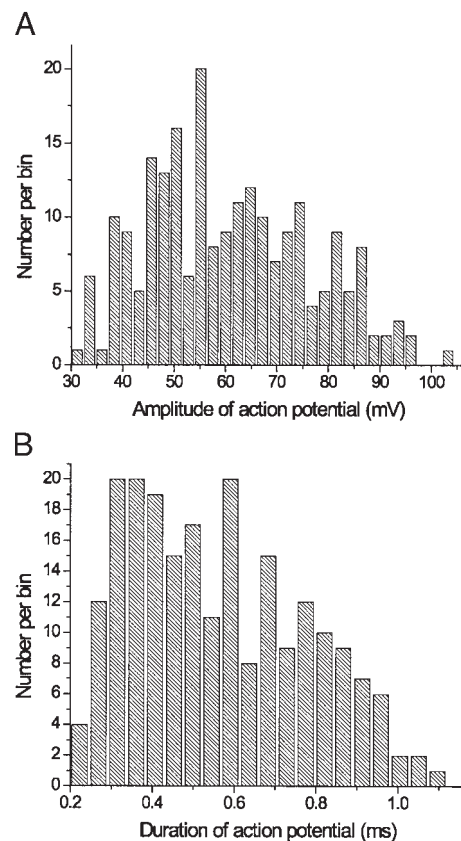 A
20
15
10
5
0
Number per bin
30 40 50 60 70 80 90 100
Amplitude of action potential (mV)
B
20
18
16
14
12
10
8
6
4
2
0
Number per bin
0.2 0.4 0.6 0.8 1.0
Duration of action potential (ms)